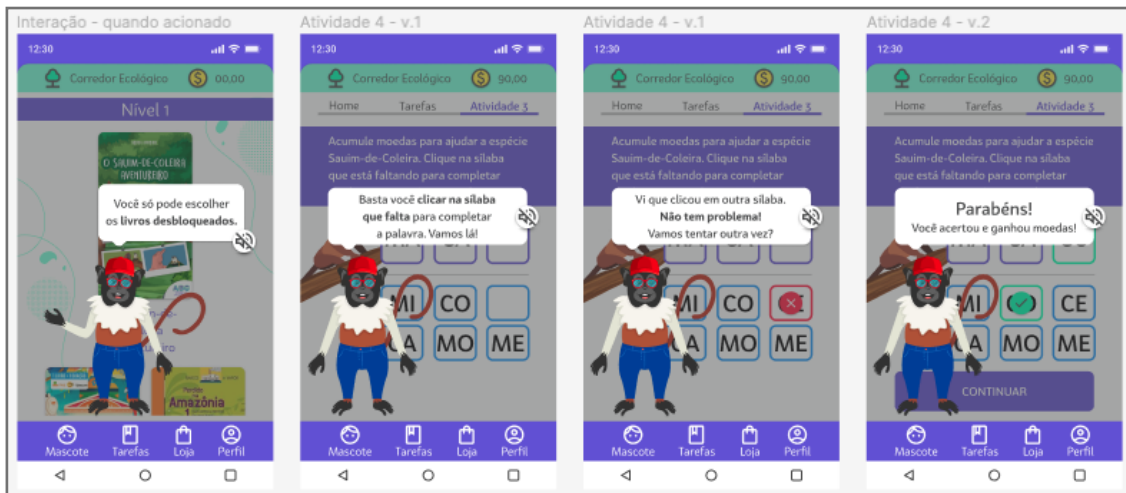 Interação - quando acionado
12:30
Corredor Ecológico
$ 00,00
Nível 1
O SAUIM-DE-COLEIRA
AVENTUREIRO
Você só pode escolher
os livros desbloqueados.
ABC
Amazônia
Mascote Tarefas Loja Perfil
Atividade 4 - v.1
12:30
Corredor Ecológico
$ 90,00
Home Tarefas Atividade 3
Acumule moedas para ajudar a espécie
Sauim-de-Coleira. Clique na sílaba
que está faltando para completar
Basta você clicar na sílaba
que falta para completar
a palavra. Vamos lá!
MI CO
CA MO ME
Mascote Tarefas Loja Perfil
Atividade 4 - v.1
12:30
Corredor Ecológico
$ 90,00
Home Tarefas Atividade 3
Acumule moedas para ajudar a espécie
Sauim-de-Coleira. Clique na sílaba
que está faltando para completar
Vi que clicou em outra sílaba.
Não tem problema!
Vamos tentar outra vez?
MI CO
CA MO ME
Mascote Tarefas Loja Perfil
Atividade 4 - v.2
12:30
Corredor Ecológico
$ 90,00
Home Tarefas Atividade 3
Acumule moedas para ajudar a espécie
Sauim-de-Coleira. Clique na sílaba
que está faltando para completar
Parabéns!
Você acertou e ganhou moedas!
MI CE
CA MO ME
CONTINUAR
Mascote Tarefas Loja Perfil